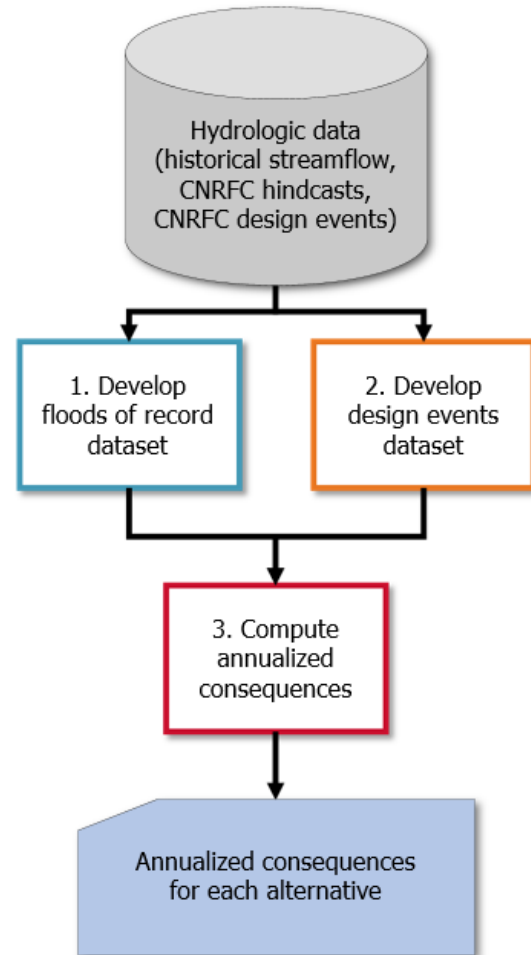 Hydrologic data
(historical streamflow,
CNRFC hindcasts,
CNRFC design events)
1. Develop
floods of record
dataset
2. Develop
design events
dataset
3. Compute
annualized
consequences
Annualized consequences
for each alternative